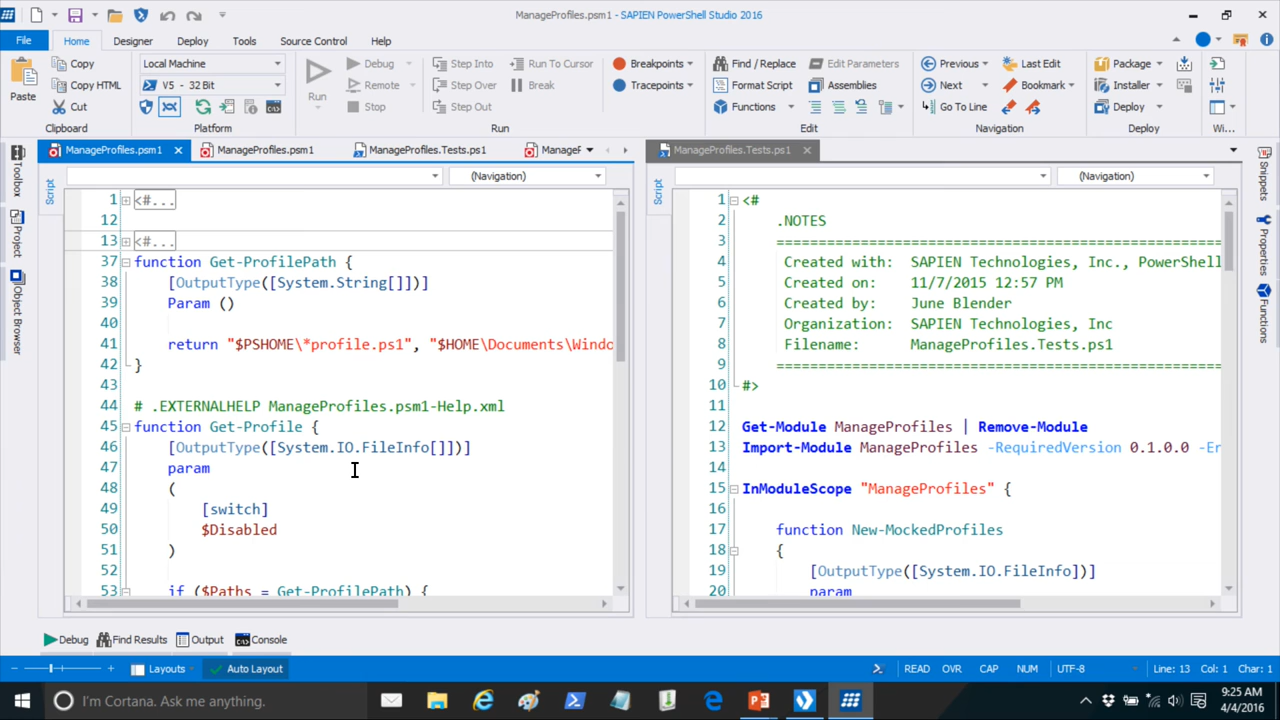 ManageProfiles.psm1 - SAPIEN PowerShell Studio 2016
File Home Designer Deploy Tools Source Control Help
Paste
Copy
Copy HTML
Cut
Clipboard
Local Machine
V5 - 32 Bit
Platform
Run
Debug
Remote
Stop
Step Into
Step Over
Step Out
Run To Cursor
Break
Run
Breakpoints
Tracepoints
Find / Replace
Format Script
Functions
Edit Parameters
Assemblies
Edit
Previous
Next
Go To Line
Last Edit
Bookmark
Navigation
Package
Installer
Deploy
Deploy
Wi...
ManageProfiles.psm1 ManageProfiles.psm1 ManageProfiles.Tests.ps1 ManageF
ManageProfiles.Tests.ps1
Toolbox
Project
Object Browser
Script
(Navigation)
1 <#...
12
13 <#...
37 function Get-ProfilePath {
38 [OutputType([System.String[]])]
39 Param ()
40
41 return "$PSHOME\*profile.ps1", "$HOME\Documents\Windo
42 }
43
44 # .EXTERNALHELP ManageProfiles.psm1-Help.xml
45 function Get-Profile {
46 [OutputType([System.IO.FileInfo[]])]
47 param
48 (
49 [switch]
50 $Disabled
51 )
52
53 if ($Paths = Get-ProfilePath) {
Script
(Navigation)
1 <#
2 .NOTES
3 ===========================================
4 Created with: SAPIEN Technologies, Inc., PowerShell
5 Created on: 11/7/2015 12:57 PM
6 Created by: June Blender
7 Organization: SAPIEN Technologies, Inc
8 Filename: ManageProfiles.Tests.ps1
9 ===========================================
10 #>
11
12 Get-Module ManageProfiles | Remove-Module
13 Import-Module ManageProfiles -RequiredVersion 0.1.0.0 -Er
14
15 InModuleScope "ManageProfiles" {
16
17 function New-MockedProfiles
18 {
19 [OutputType([System.IO.FileInfo])]
20 param
Snippets
Properties
Functions
Debug Find Results Output Console
Layouts Auto Layout
READ OVR CAP NUM UTF-8 Line: 13 Col: 1 Char: 1
I'm Cortana. Ask me anything.
9:25 AM
4/4/2016